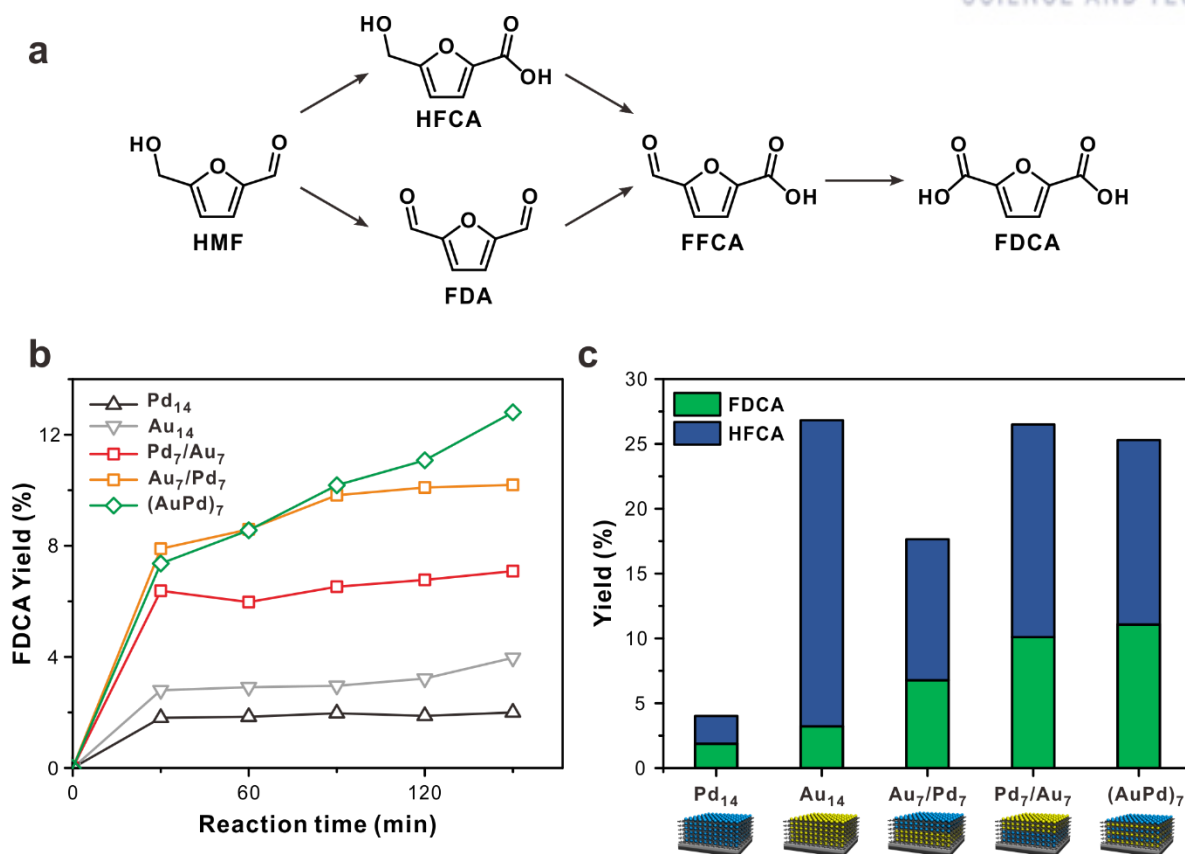 a
HO
O
O
OH
HFCA
HO
O
O
HMF
O
O
O
FDA
O
O
O
OH
FFCA
O
O
O
HO
OH
FDCA
b
FDCA Yield (%)
12
8
4
0
0
60
120
Reaction time (min)
Pd14
Au14
Pd7/Au7
Au7/Pd7
(AuPd)7
c
Yield (%)
30
25
20
15
10
5
0
FDCA
HFCA
Pd14
Au14
Au7/Pd7
Pd7/Au7
(AuPd)7